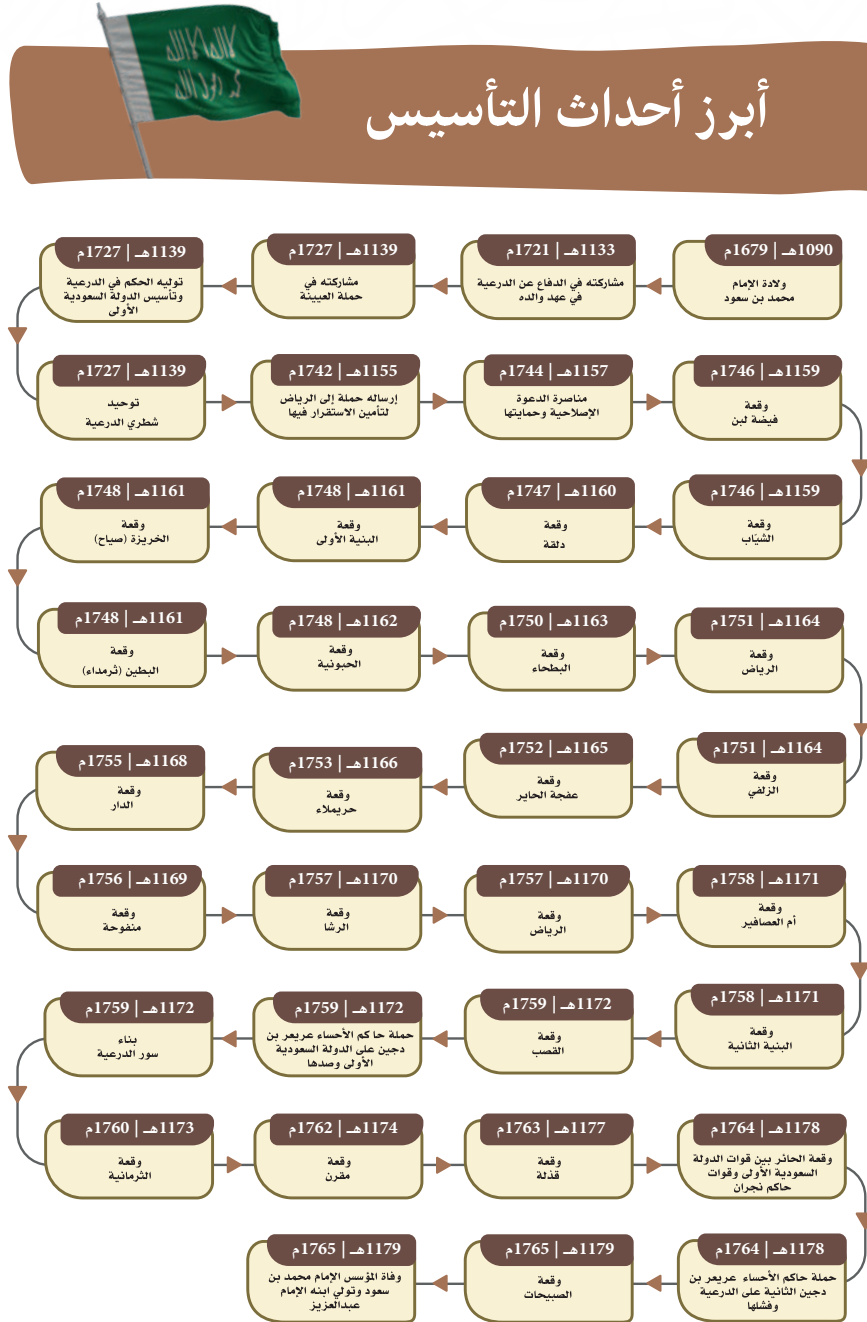 لا إله إلا الله
محمد رسول الله
أبرز أحداث التأسيس
1090هـ | 1679م
ولادة الإمام
محمد بن سعود
1133هـ | 1721م
مشاركته في الدفاع عن الدرعية
في عهد والده
1139هـ | 1727م
مشاركته في
حملة العيينة
1139هـ | 1727م
توليه الحكم في الدرعية
وتأسيس الدولة السعودية
الأولى
1139هـ | 1727م
توحيد
شطري الدرعية
1155هـ | 1742م
إرساله حملة إلى الرياض
لتأمين الاستقرار فيها
1157هـ | 1744م
مناصرة الدعوة
الإصلاحية وحمايتها
1159هـ | 1746م
وقعة
فيضة لبن
1159هـ | 1746م
وقعة
الشيّاب
1160هـ | 1747م
وقعة
دلقة
1161هـ | 1748م
وقعة
البنية الأولى
1161هـ | 1748م
وقعة
الخريزة (صياح)
1161هـ | 1748م
وقعة
البطين (ثرمداء)
1162هـ | 1748م
وقعة
الحبونية
1163هـ | 1750م
وقعة
البطحاء
1164هـ | 1751م
وقعة
الرياض
1164هـ | 1751م
وقعة
الزلفي
1165هـ | 1752م
وقعة
عفجة الحاير
1166هـ | 1753م
وقعة
حريملاء
1168هـ | 1755م
وقعة
الدار
1169هـ | 1756م
وقعة
منفوحة
1170هـ | 1757م
وقعة
الرشا
1170هـ | 1757م
وقعة
الرياض
1171هـ | 1758م
وقعة
أم العصافير
1171هـ | 1758م
وقعة
البنية الثانية
1172هـ | 1759م
وقعة
القصب
1172هـ | 1759م
حملة حاكم الأحساء عريعر بن
دجين على الدولة السعودية
الأولى وصدها
1172هـ | 1759م
بناء
سور الدرعية
1173هـ | 1760م
وقعة
الثرمانية
1174هـ | 1762م
وقعة
مقرن
1177هـ | 1763م
وقعة
قذلة
1178هـ | 1764م
وقعة الحائر بين قوات الدولة
السعودية الأولى وقوات
حاكم نجران
1178هـ | 1764م
حملة حاكم الأحساء عريعر بن
دجين الثانية على الدرعية
وفشلها
1179هـ | 1765م
وقعة
الصبيحات
1179هـ | 1765م
وفاة المؤسس الإمام محمد بن
سعود وتولي ابنه الإمام
عبدالعزيز